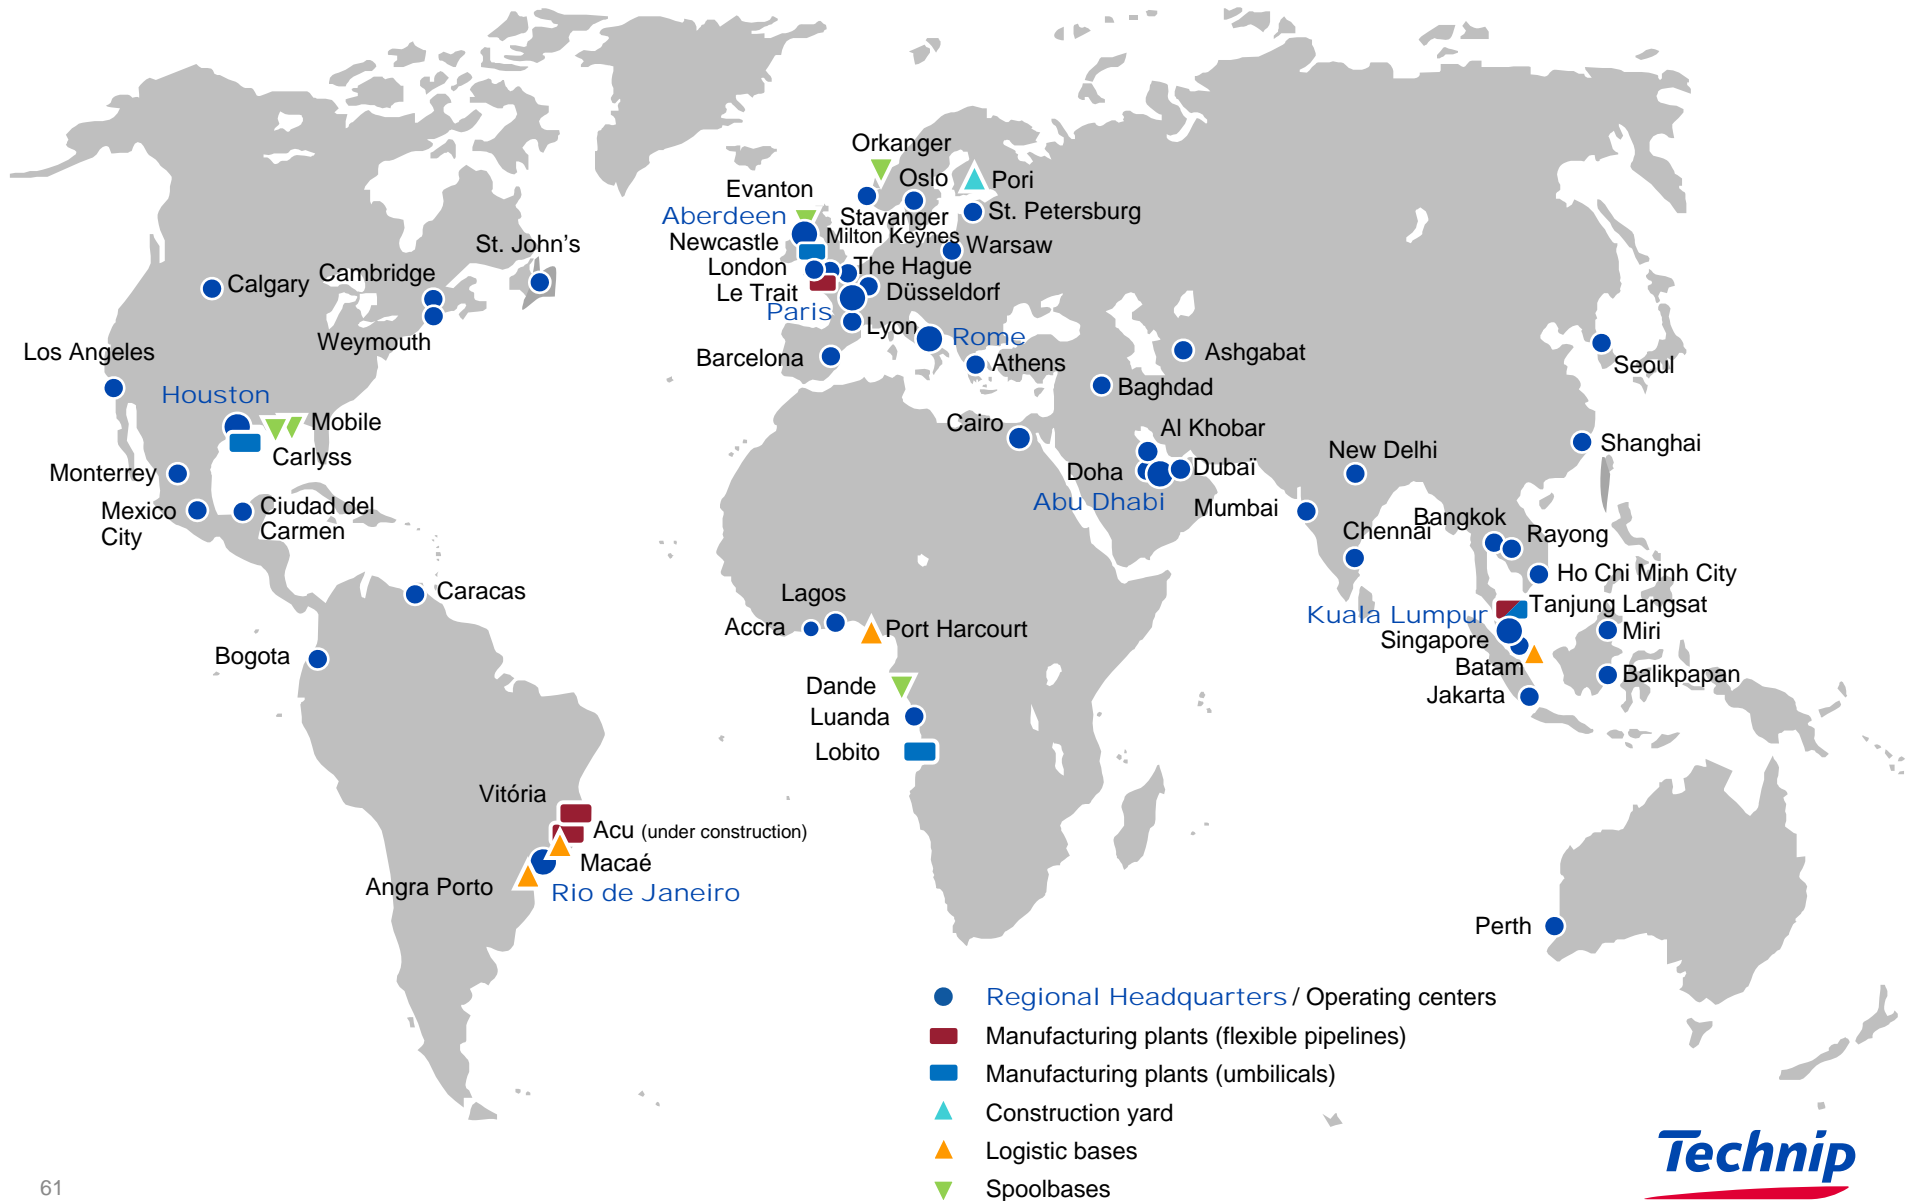 Orkanger
Oslo
Pori
Evanton
Aberdeen
Stavanger
St. Petersburg
Newcastle
Milton Keynes
Warsaw
St. John's
London
The Hague
Calgary
Cambridge
Le Trait
Düsseldorf
Paris
Lyon
Rome
Weymouth
Los Angeles
Barcelona
Athens
Ashgabat
Seoul
Houston
Baghdad
Mobile
Cairo
Al Khobar
Carlyss
New Delhi
Shanghai
Monterrey
Doha
Dubaï
Abu Dhabi
Mexico
City
Ciudad del
Carmen
Mumbai
Bangkok
Chennai
Rayong
Ho Chi Minh City
Caracas
Lagos
Kuala Lumpur
Tanjung Langsat
Accra
Port Harcourt
Singapore
Miri
Bogota
Batam
Balikpapan
Dande
Jakarta
Luanda
Lobito
Vitória
Acu (under construction)
Macaé
Angra Porto
Rio de Janeiro
Perth
Regional Headquarters / Operating centers
Manufacturing plants (flexible pipelines)
Manufacturing plants (umbilicals)
Construction yard
Logistic bases
Spoolbases
Technip
61